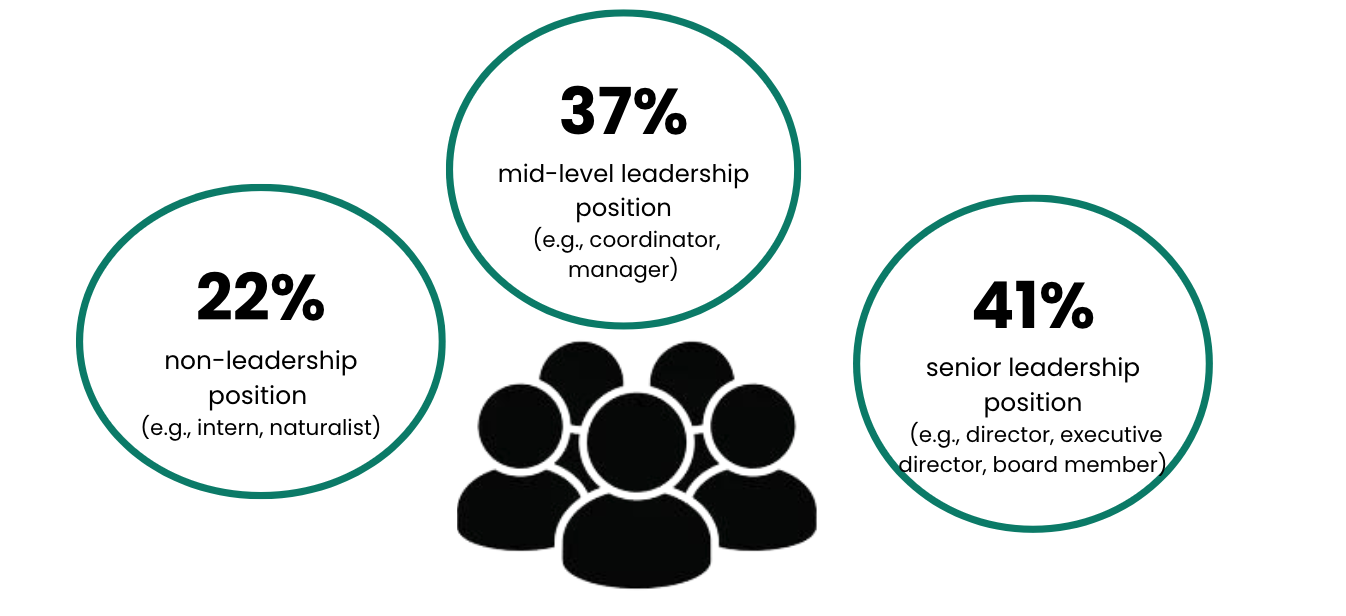 37%
mid-level leadership
position
(e.g., coordinator,
manager)
22%
non-leadership
position
(e.g., intern, naturalist)
41%
senior leadership
position
(e.g., director, executive
director, board member)